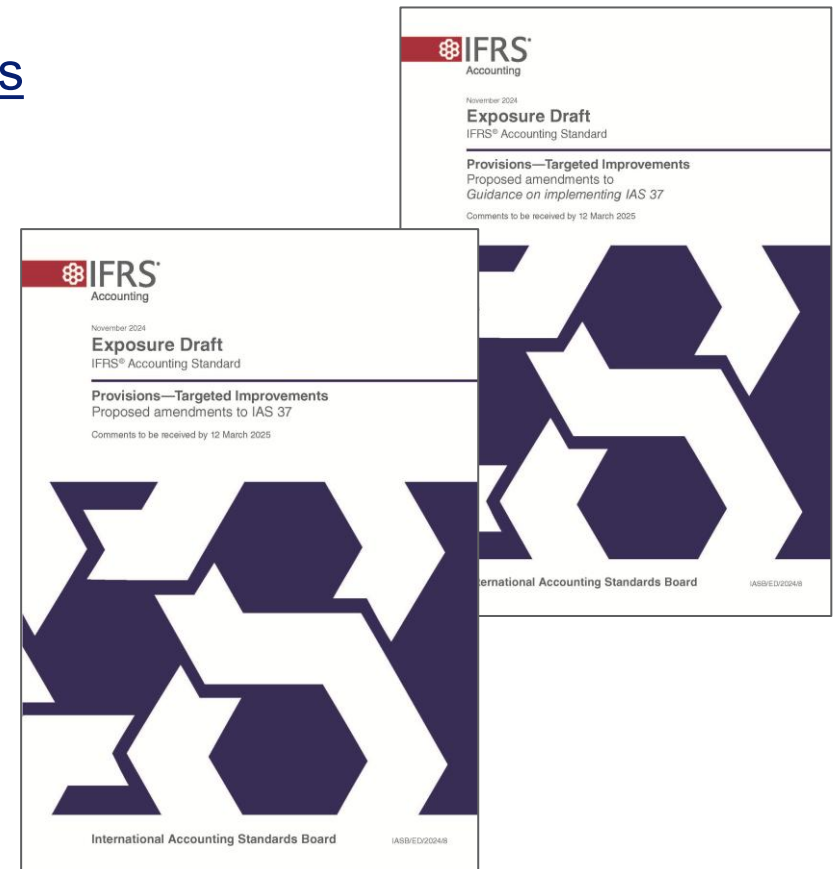 s
IFRS®
Accounting
November 2024
Exposure Draft
IFRS® Accounting Standard
Provisions—Targeted Improvements
Proposed amendments to
Guidance on implementing IAS 37
Comments to be received by 12 March 2025
ternational Accounting Standards Board
IASB/ED/2024/8
IFRS®
Accounting
November 2024
Exposure Draft
IFRS® Accounting Standard
Provisions—Targeted Improvements
Proposed amendments to IAS 37
Comments to be received by 12 March 2025
International Accounting Standards Board
IASB/ED/2024/8